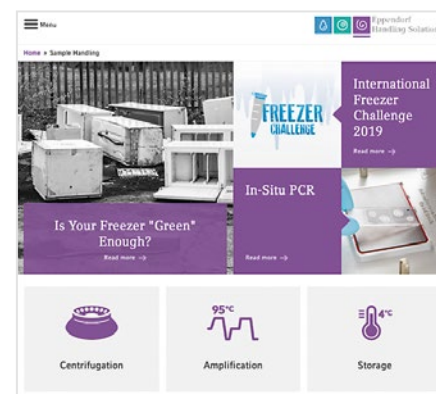 Menu
Eppendorf
Handling Solutio
Home > Sample Handling
FREEZER
CHALLENGE
International
Freezer
Challenge
2019
Read more →
Is Your Freezer "Green"
Enough?
Read more →
In-Situ PCR
Read more →
95°C
4°C
Centrifugation
Amplification
Storage